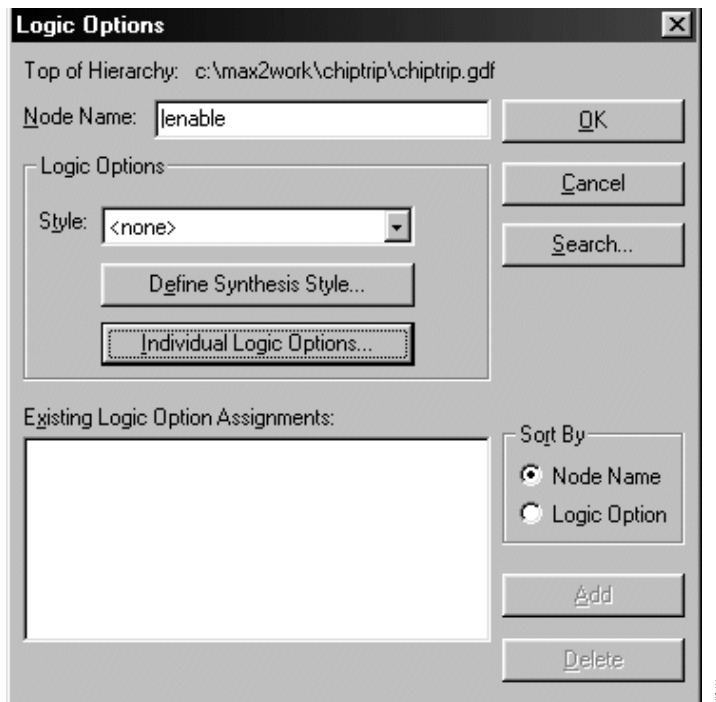 Logic Options
Top of Hierarchy: c:\max2work\chiptrip\chiptrip.gdf
Node Name: |enable
OK
Logic Options
Cancel
Style: <none>
Search...
Define Synthesis Style...
Individual Logic Options...
Existing Logic Option Assignments:
Sort By
Node Name
Logic Option
Add
Delete